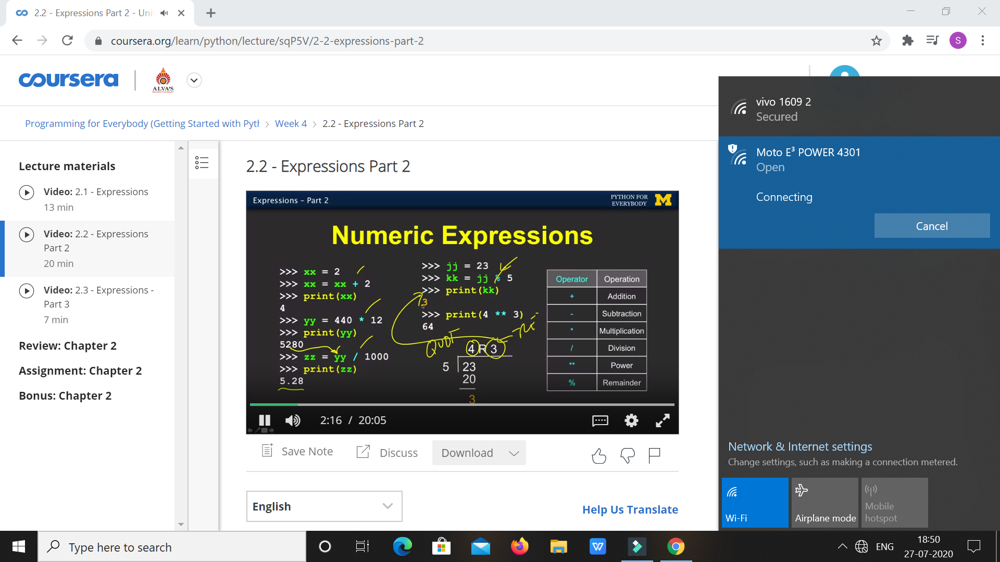 2.2 - Expressions Part 2 - Uni
coursera.org/learn/python/lecture/sqP5V/2-2-expressions-part-2
S
coursera
ALVA'S
Programming for Everybody (Getting Started with Pyth > Week 4 > 2.2 - Expressions Part 2
Lecture materials
Video: 2.1 - Expressions
13 min
Video: 2.2 - Expressions
Part 2
20 min
Video: 2.3 - Expressions -
Part 3
7 min
Review: Chapter 2
Assignment: Chapter 2
Bonus: Chapter 2
2.2 - Expressions Part 2
Expressions – Part 2
PYTHON FOR
EVERYBODY
M
Numeric Expressions
>>> xx = 2
>>> xx = xx + 2
>>> print(xx)
4
>>> yy = 440 * 12
>>> print(yy)
5280
>>> zz = yy / 1000
>>> print(zz)
5.28
>>> jj = 23
>>> kk = jj % 5
>>> print(kk)
3
>>> print(4 ** 3)
64
QUOT
4 R 3
5 23
20
3
Operator Operation
+ Addition
- Subtraction
* Multiplication
/ Division
** Power
% Remainder
2:16 / 20:05
Save Note
Discuss
Download
English
Help Us Translate
vivo 1609 2
Secured
Moto E³ POWER 4301
Open
Connecting
Cancel
Network & Internet settings
Change settings, such as making a connection metered.
Wi-Fi
Airplane mode
Mobile
hotspot
Type here to search
W
ENG
18:50
27-07-2020